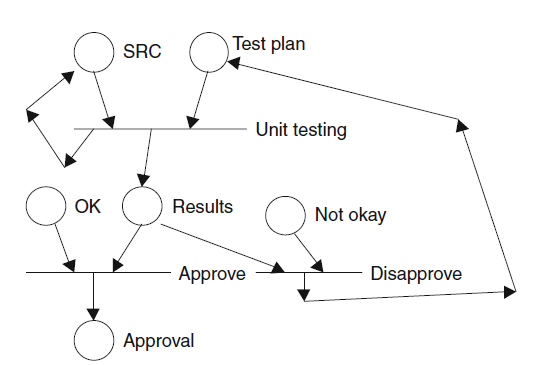 SRC
Test plan
Unit testing
OK
Results
Not okay
Approve
Disapprove
Approval